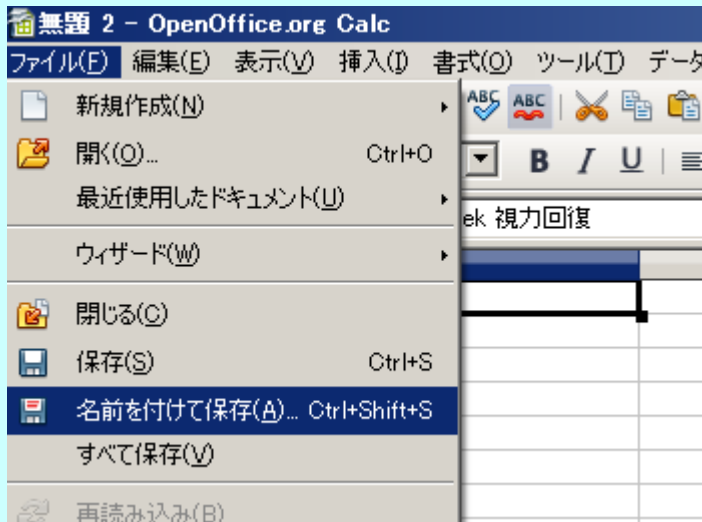 無題 2 - OpenOffice.org Calc
ファイル(F) 編集(E) 表示(V) 挿入(I) 書式(O) ツール(T) データ
新規作成(N)
ABC ABC
開く(O)... Ctrl+O
B I U
最近使用したドキュメント(U)
ek 視力回復
ウィザード(W)
閉じる(C)
保存(S) Ctrl+S
名前を付けて保存(A)... Ctrl+Shift+S
すべて保存(V)
再読み込み(B)